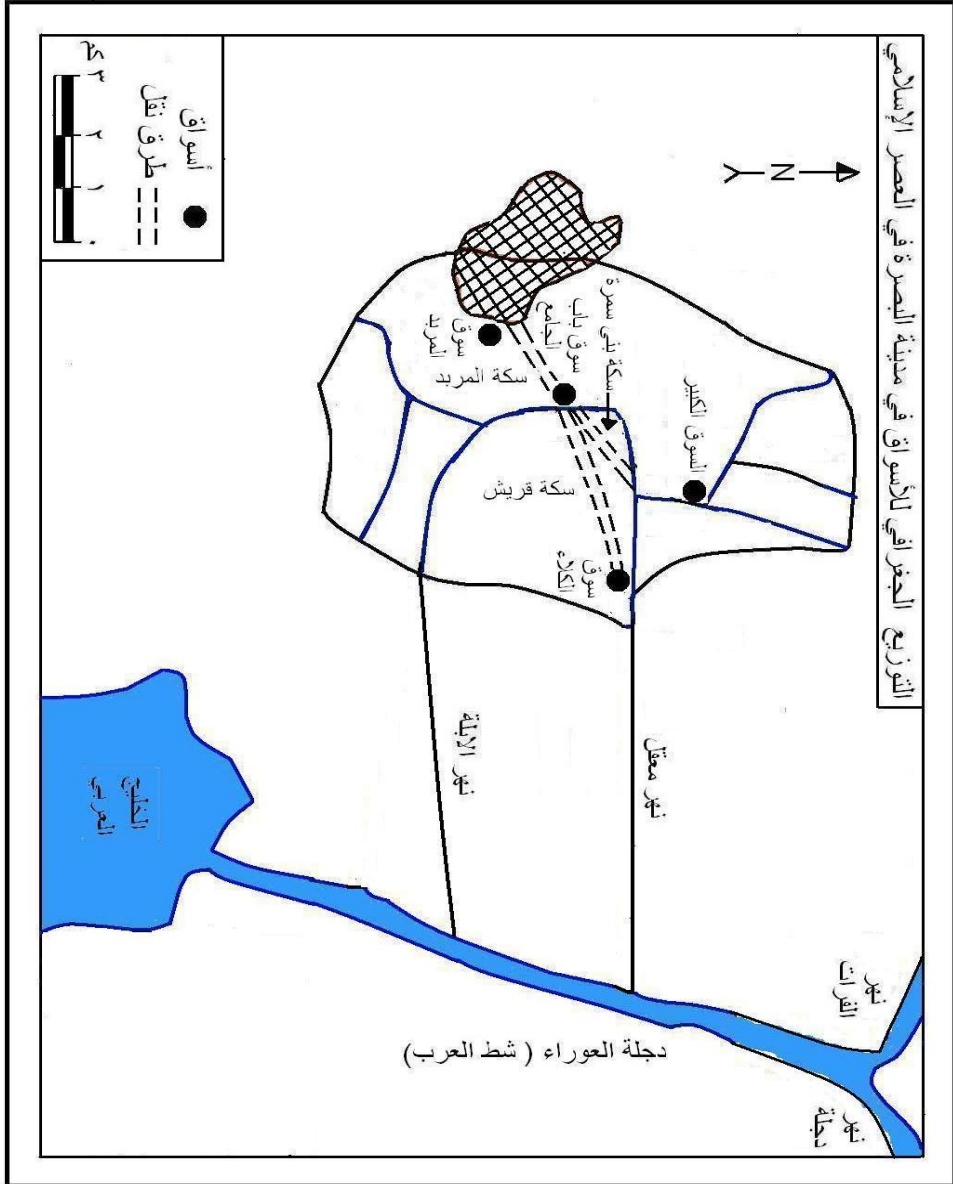 التوزيع الجغرافي للأسواق في مدينة البصرة في العصر الإسلامي
N
السوق الكبير
سكة بني سمرة
سوق باب
الجامع
سوق
المربد
سكة المربد
سكة قريش
سوق
الكلاء
نهر معقل
نهر الابلة
نهر
الفرات
نهر
دجلة
دجلة العوراء ( شط العرب)
الخليج
العربي
أسواق
طرق نقل
٠ ١ ٢ ٣ كم